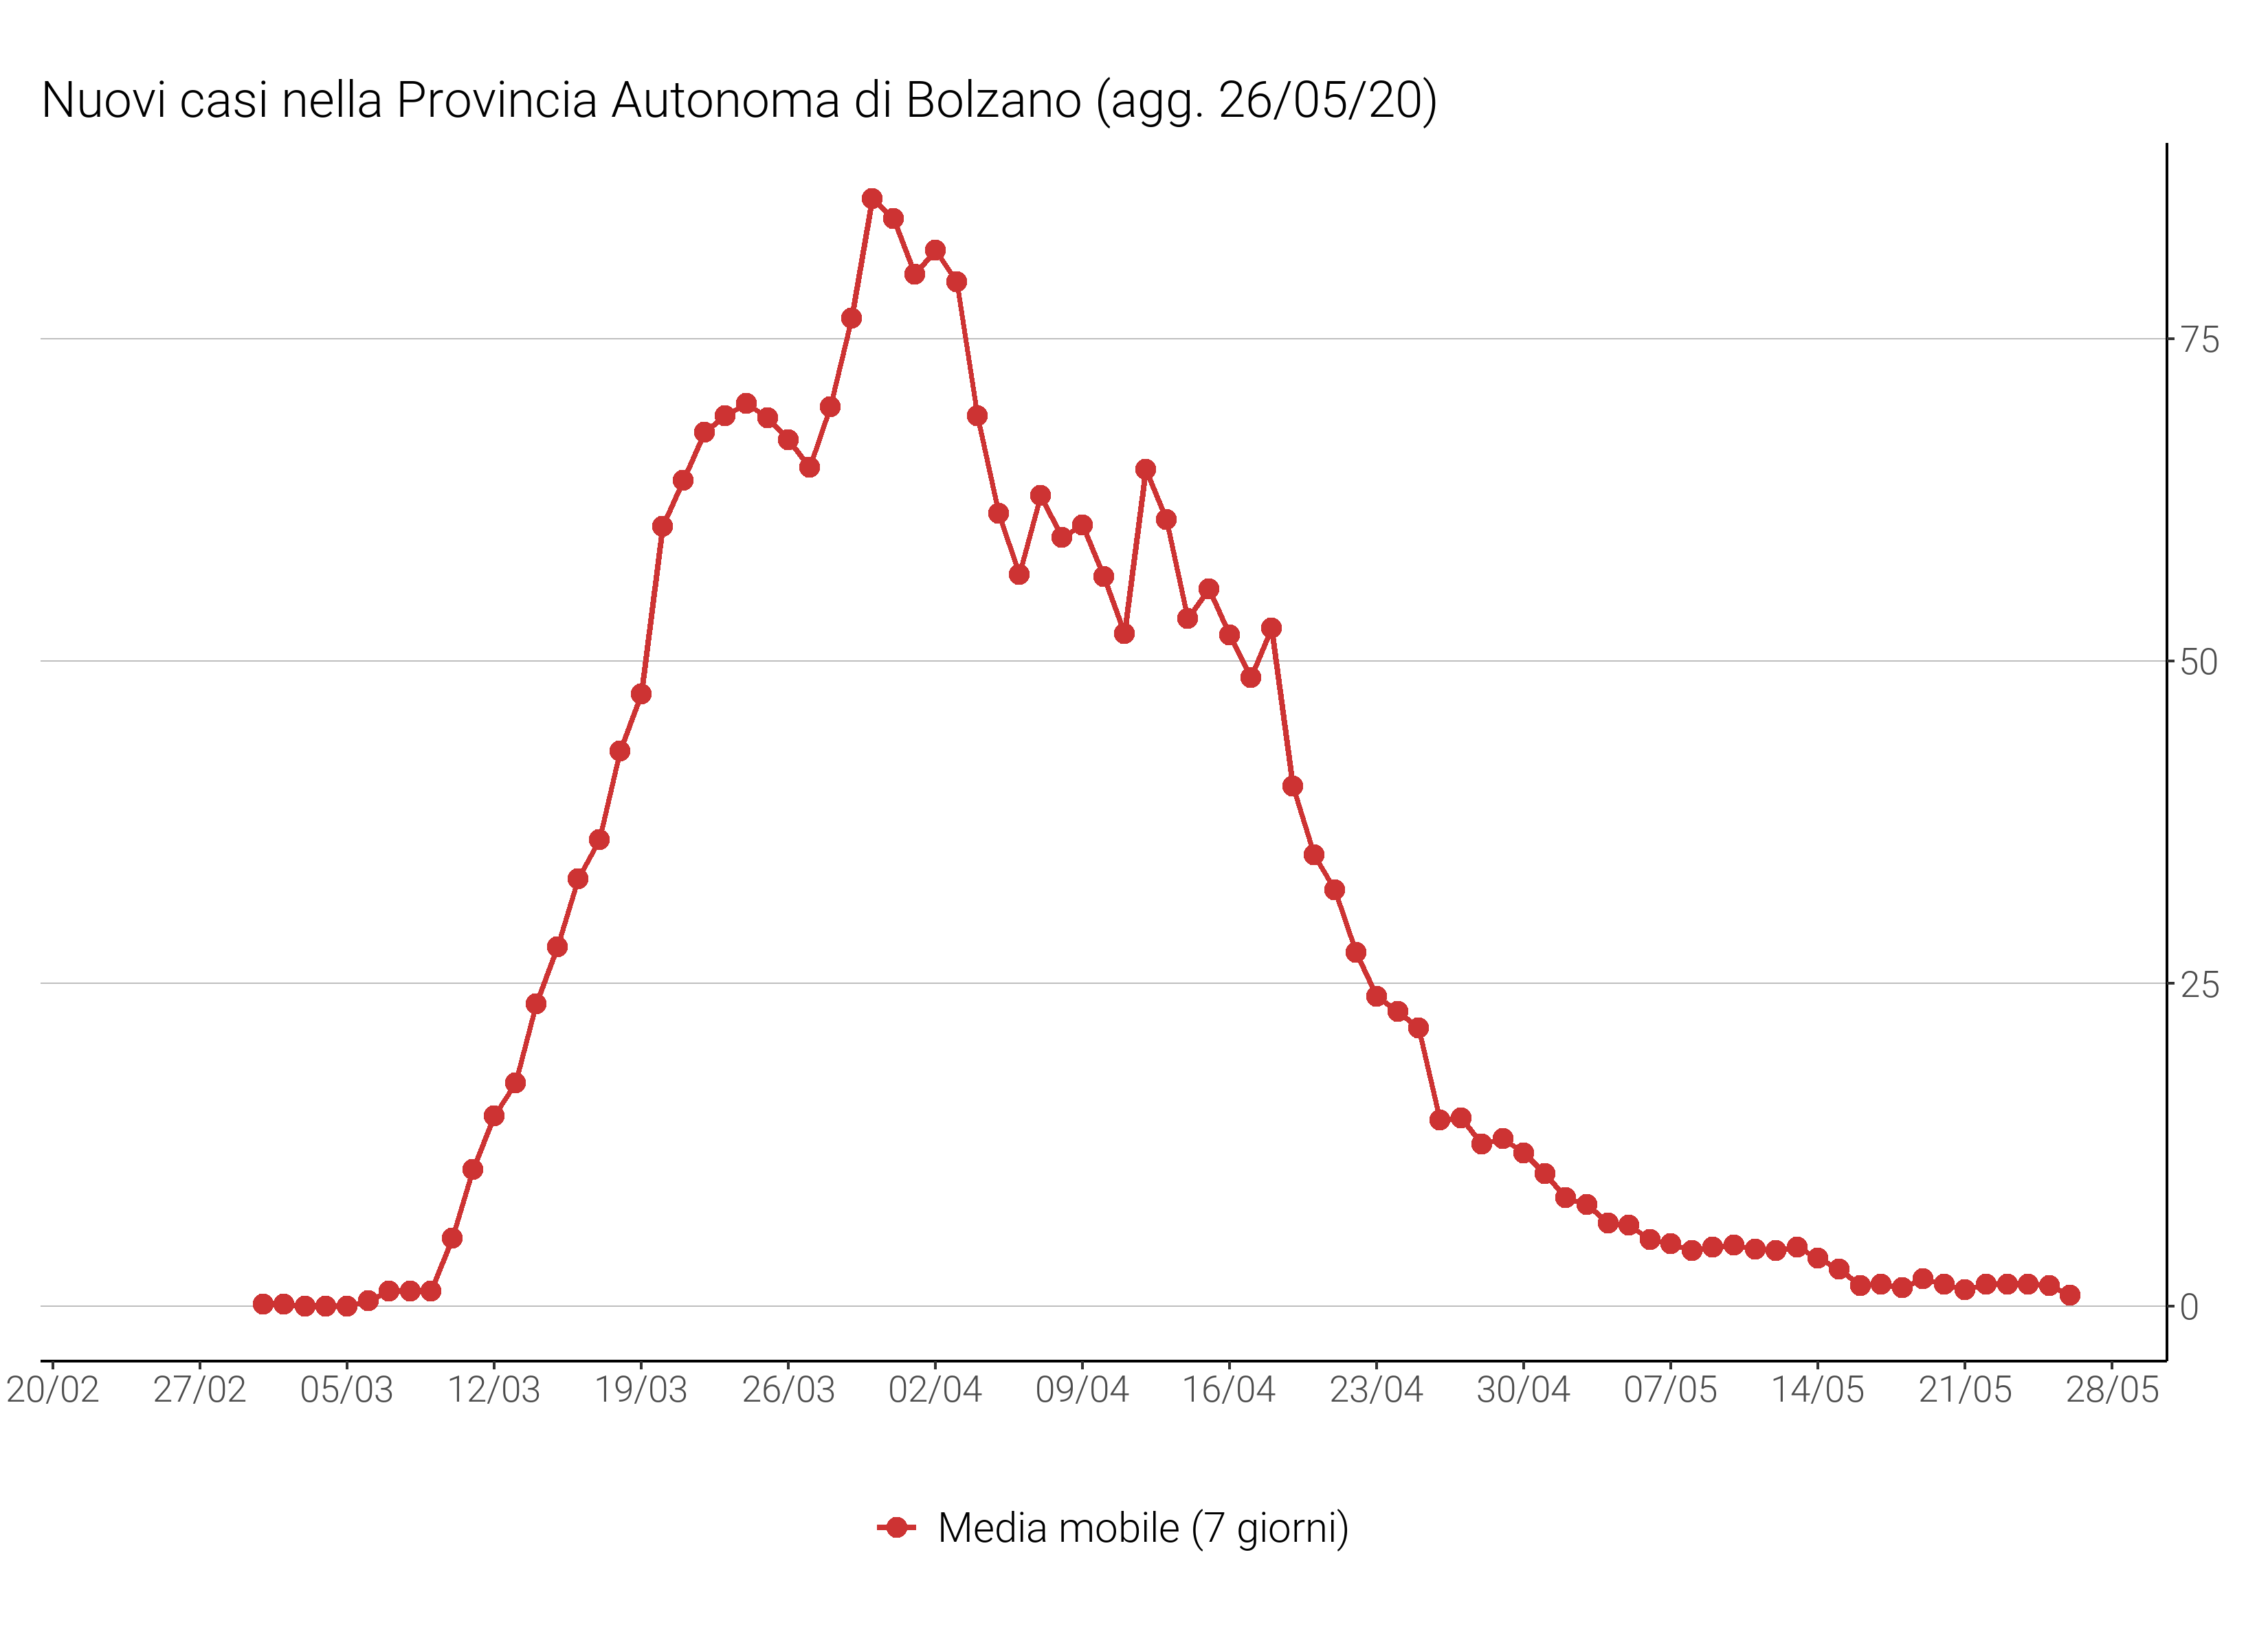 Nuovi casi nella Provincia Autonoma di Bolzano (agg. 26/05/20)
75
50
25
0
20/02 27/02 05/03 12/03 19/03 26/03 02/04 09/04 16/04 23/04 30/04 07/05 14/05 21/05 28/05
Media mobile (7 giorni)